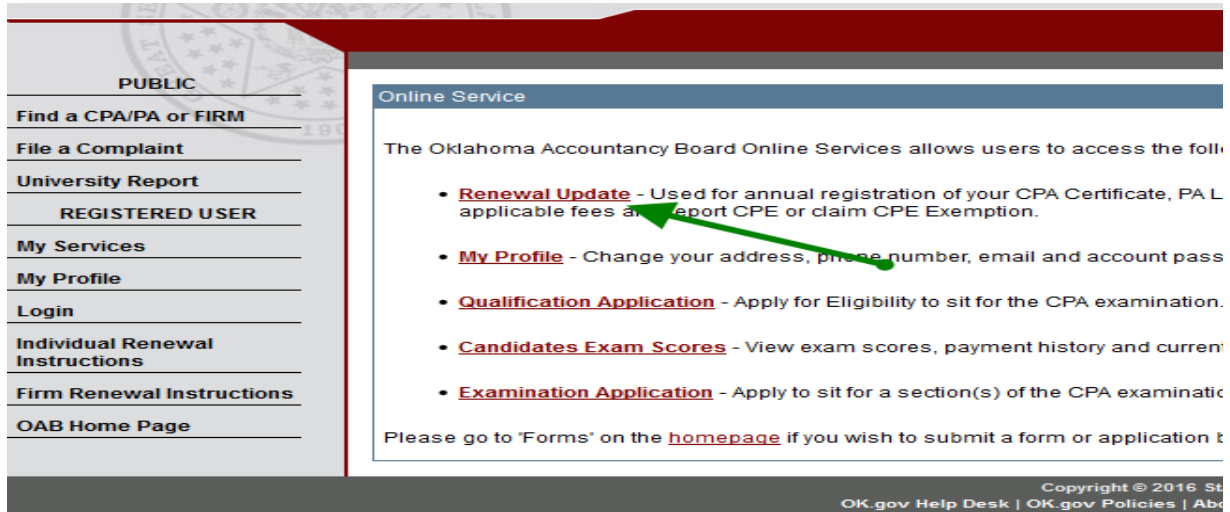 PUBLIC
Find a CPA/PA or FIRM
File a Complaint
University Report
REGISTERED USER
My Services
My Profile
Login
Individual Renewal
Instructions
Firm Renewal Instructions
OAB Home Page
Online Service
The Oklahoma Accountancy Board Online Services allows users to access the
• Renewal Update - Used for annual registration of your CPA Certificate, PA
applicable fees report CPE or claim CPE Exemption.
• My Profile - Change your address, phone number, email and account
• Qualification Application - Apply for Eligibility to sit for the CPA examination.
• Candidates Exam Scores - View exam scores, payment history and
• Examination Application - Apply to sit for a section(s) of the CPA
Please go to 'Forms' on the homepage if you wish to submit a form or application
Copyright © 2016
OK.gov Help Desk | OK.gov Policies |